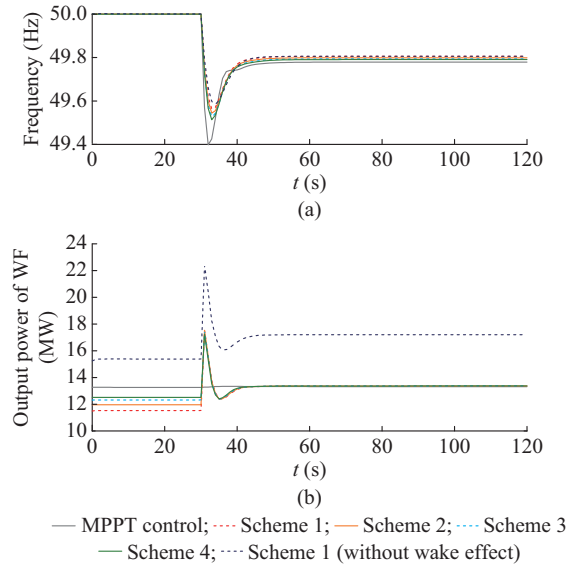 50.0
49.8
49.6
49.4
Frequency (Hz)
0 20 40 60 80 100 120
t (s)
(a)
24
22
20
18
16
14
12
10
Output power of WF
(MW)
0 20 40 60 80 100 120
t (s)
(b)
MPPT control; Scheme 1; Scheme 2; Scheme 3
Scheme 4; Scheme 1 (without wake effect)